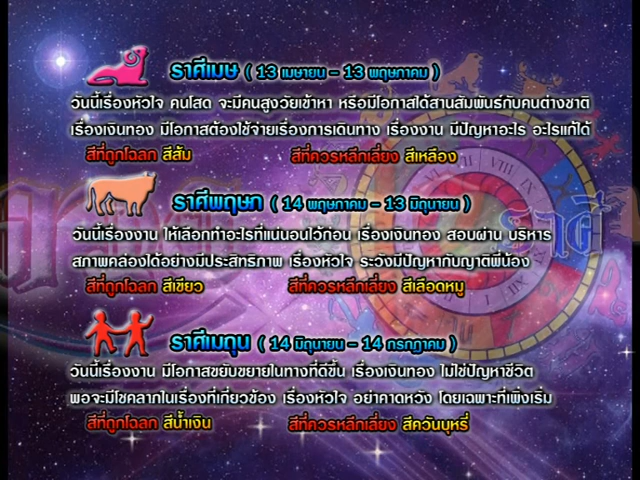 ราศีเมษ ( 13 เมษายน - 13 พฤษภาคม )
วันนี้เรื่องหัวใจ คนโสด จะมีคนสูงวัยเข้าหา หรือมีโอกาสได้สานสัมพันธ์กับคนต่างชาติ
เรื่องเงินทอง มีโอกาสต้องใช้จ่ายเรื่องการเดินทาง เรื่องงาน มีปัญหาอะไร อะไรแก้ได้
สีที่ถูกโฉลก สีส้ม สีที่ควรหลีกเลี่ยง สีเหลือง
ราศีพฤษภ ( 14 พฤษภาคม - 13 มิถุนายน )
วันนี้เรื่องงาน ให้เลือกทำอะไรที่แน่นอนไว้ก่อน เรื่องเงินทอง สอบผ่าน บริหาร
สภาพคล่องได้อย่างมีประสิทธิภาพ เรื่องหัวใจ ระวังมีปัญหากับญาติพี่น้อง
สีที่ถูกโฉลก สีเขียว สีที่ควรหลีกเลี่ยง สีเลือดหมู
ราศีเมถุน ( 14 มิถุนายน - 14 กรกฎาคม )
วันนี้เรื่องงาน มีโอกาสขยับขยายในทางที่ดีขึ้น เรื่องเงินทอง ไม่ใช่ปัญหาชีวิต
พอจะมีโชคลาภในเรื่องที่เกี่ยวข้อง เรื่องหัวใจ อย่าคาดหวัง โดยเฉพาะที่เพิ่งเริ่ม
สีที่ถูกโฉลก สีน้ำเงิน สีที่ควรหลีกเลี่ยง สีควันบุหรี่